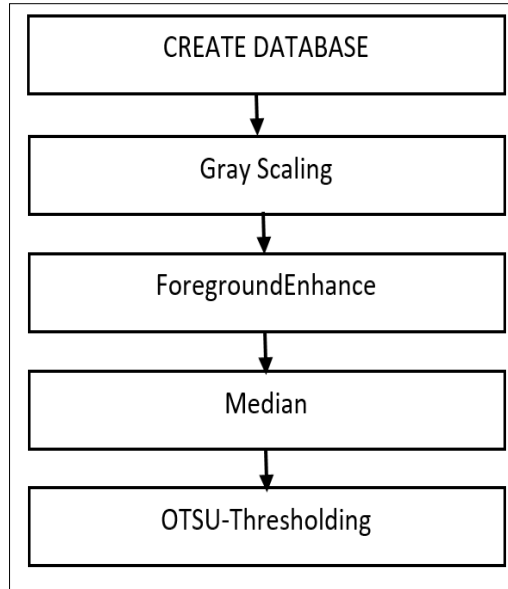 CREATE DATABASE
Gray Scaling
ForegroundEnhance
Median
OTSU-Thresholding